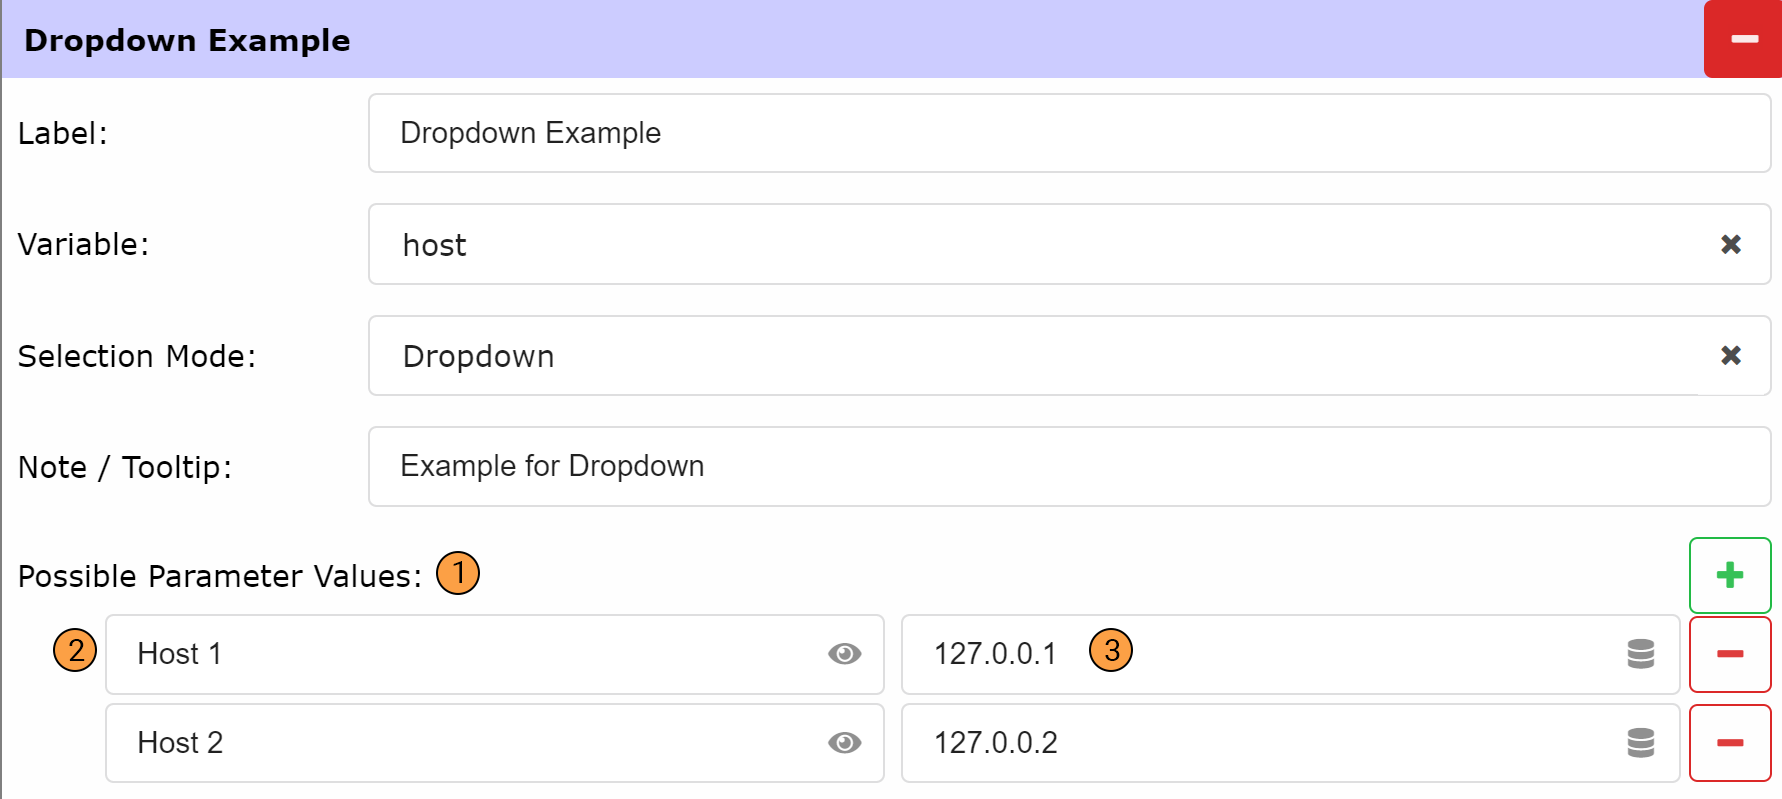 Dropdown Example
Label: Dropdown Example
Variable: host
Selection Mode: Dropdown
Note / Tooltip: Example for Dropdown
Possible Parameter Values: 1
2 Host 1 127.0.0.1 3
Host 2 127.0.0.2